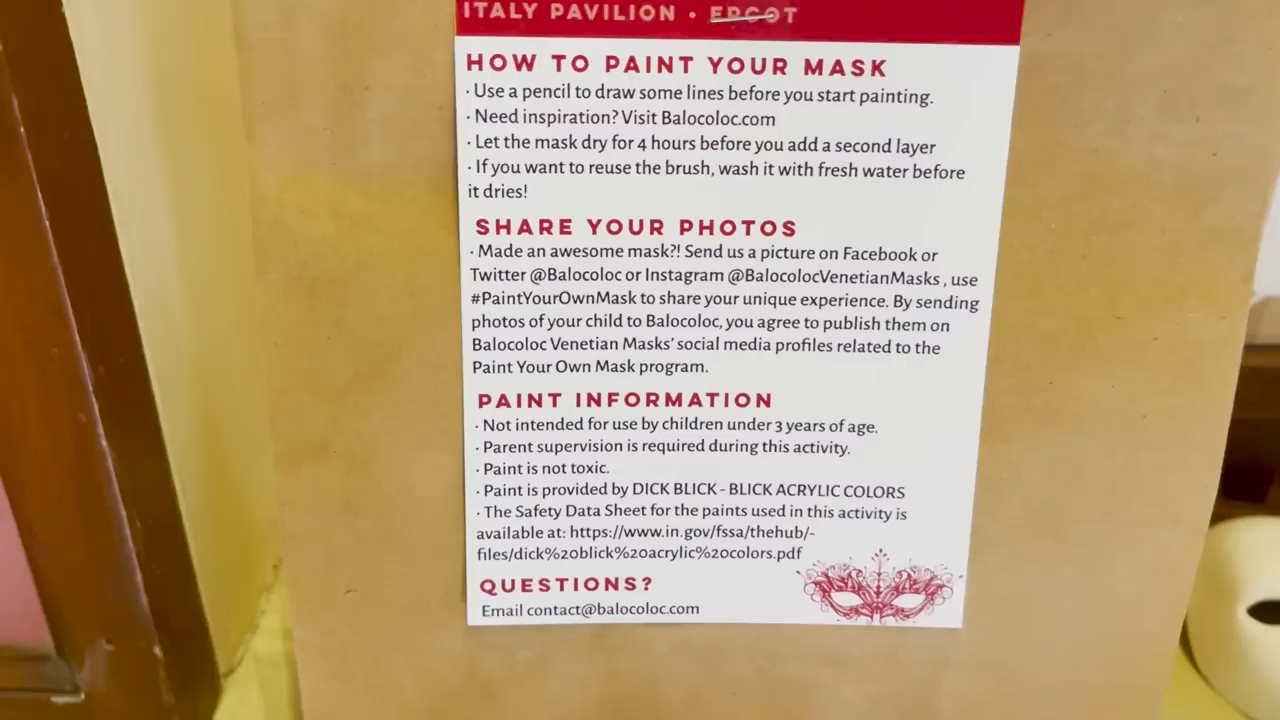 ITALY PAVILION • EPCOT
HOW TO PAINT YOUR MASK
· Use a pencil to draw some lines before you start painting.
· Need inspiration? Visit Balocoloc.com
· Let the mask dry for 4 hours before you add a second layer
· If you want to reuse the brush, wash it with fresh water before
it dries!
SHARE YOUR PHOTOS
· Made an awesome mask?! Send us a picture on Facebook or
Twitter @Balocoloc or Instagram @BalocolocVenetianMasks , use
#PaintYourOwnMask to share your unique experience. By sending
photos of your child to Balocoloc, you agree to publish them on
Balocoloc Venetian Masks' social media profiles related to the
Paint Your Own Mask program.
PAINT INFORMATION
· Not intended for use by children under 3 years of age.
· Parent supervision is required during this activity.
· Paint is not toxic.
· Paint is provided by DICK BLICK - BLICK ACRYLIC COLORS
· The Safety Data Sheet for the paints used in this activity is
available at: https://www.in.gov/fssa/thehub/-
files/dick%20blick%20acrylic%20colors.pdf
QUESTIONS?
Email contact@balocoloc.com